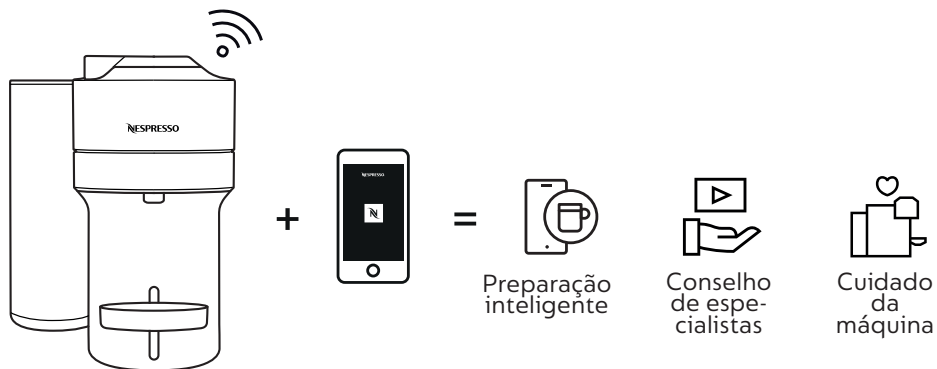 NESPRESSO
NESPRESSO
N
+
=
Preparação
inteligente
Conselho
de espe-
cialistas
Cuidado
da
máquina